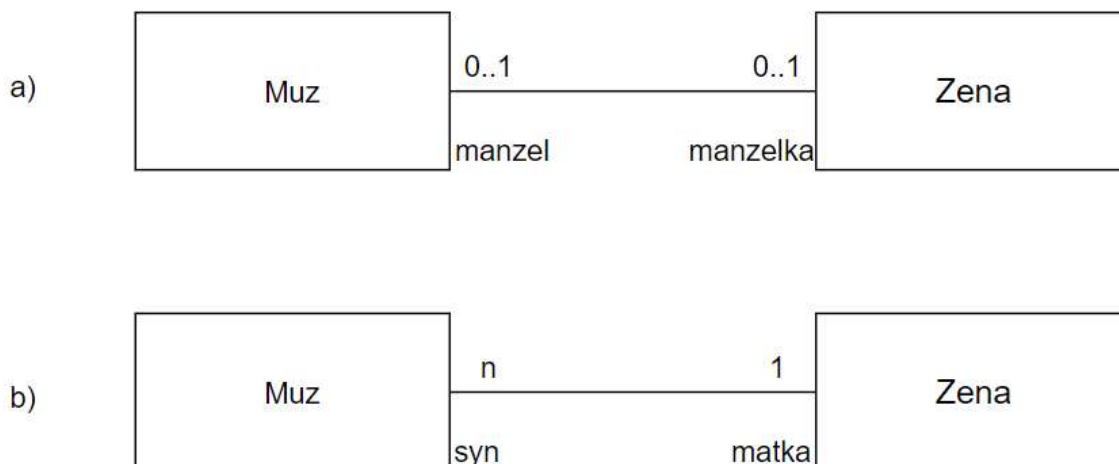 0..1 0..1
a) Muz Zena
manzel manzelka
n 1
b) Muz Zena
syn matka